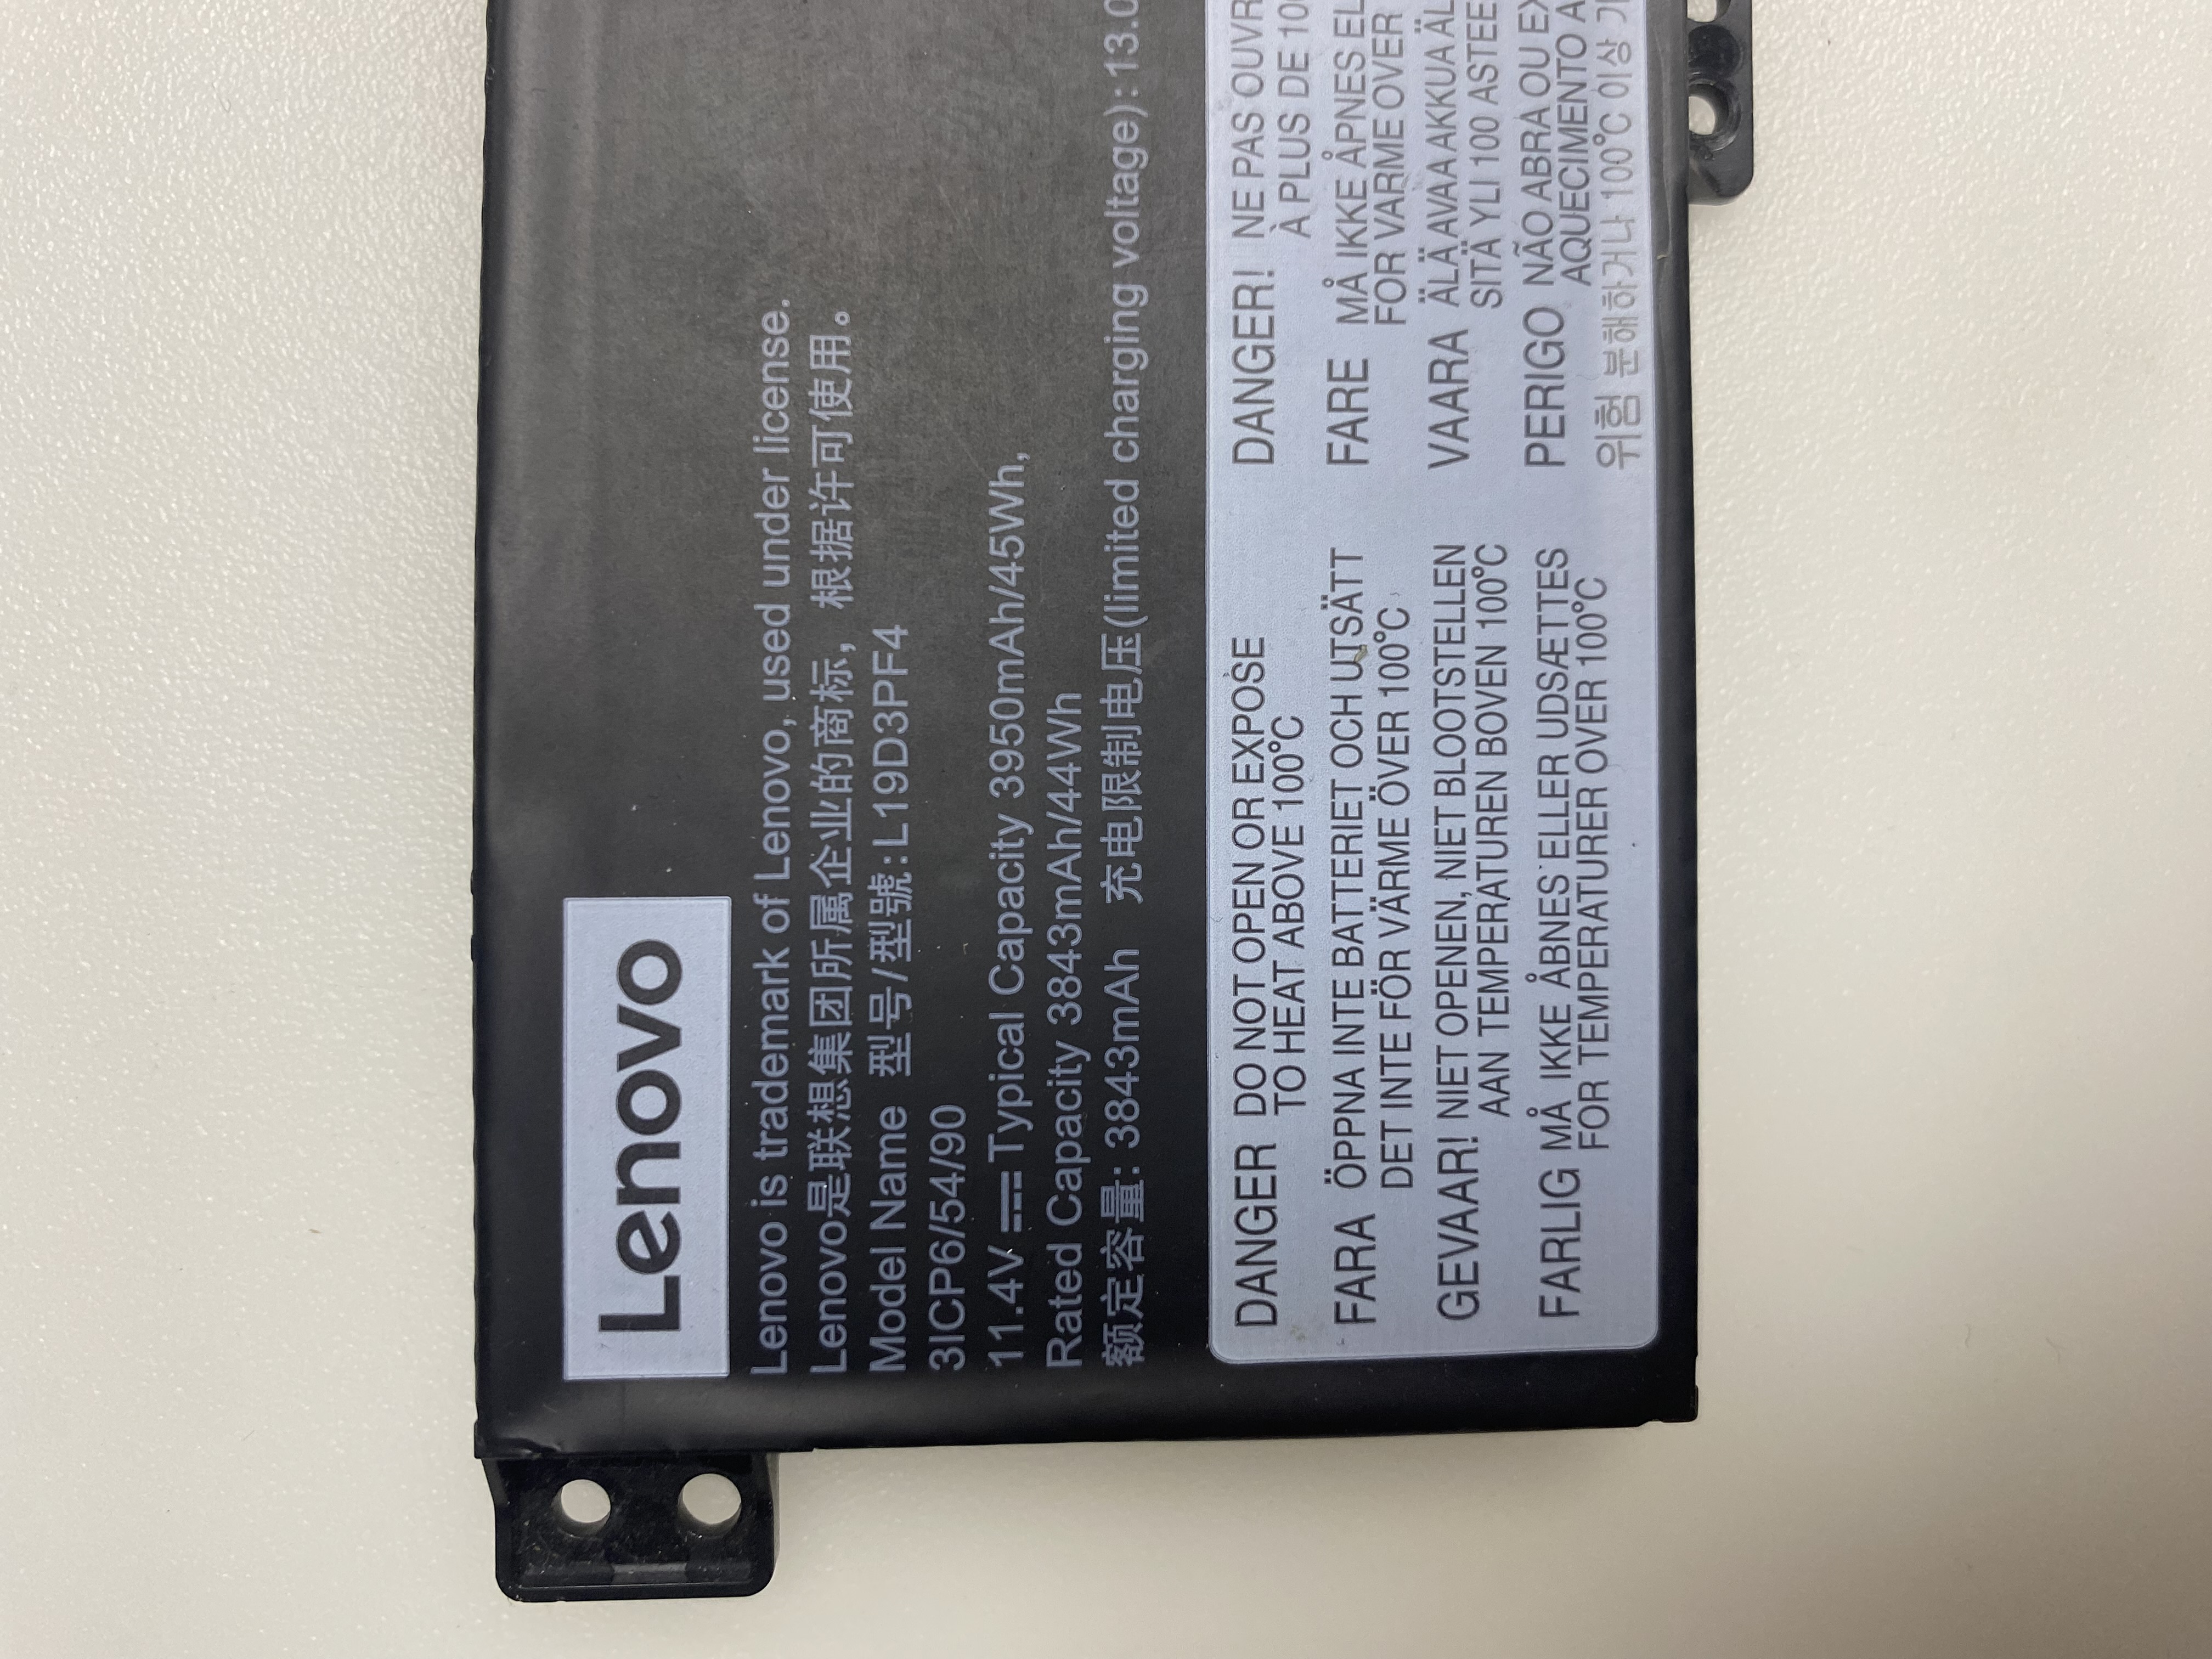 Lenovo
Lenovo is trademark of Lenovo, used under license.
Lenovo是联想集团所属企业的商标，根据许可使用。
Model Name 型号/型號:L19D3PF4
3ICP6/54/90
11.4V⎓Typical Capacity 3950mAh/45Wh,
Rated Capacity 3843mAh/44Wh
额定容量: 3843mAh 充电限制电压(limited charging voltage): 13.0
DANGER DO NOT OPEN OR EXPOSE
TO HEAT ABOVE 100°C
FARA ÖPPNA INTE BATTERIET OCH UTSÄTT
DET INTE FÖR VÄRME ÖVER 100°C
GEVAAR! NIET OPENEN, NIET BLOOTSTELLEN
AAN TEMPERATUREN BOVEN 100°C
FARLIG MÅ IKKE ÅBNES ELLER UDSÆTTES
FOR TEMPERATURER OVER 100°C
DANGER! NE PAS OUVR
À PLUS DE 10
FARE MÅ IKKE ÅPNES EL
FOR VARME OVER
VAARA ÄLÄ AVAA AKKUA ÄL
SITÄ YLI 100 ASTEE
PERIGO NÃO ABRA OU EX
AQUECIMENTO A
위험 분해하거나 100°C 이상